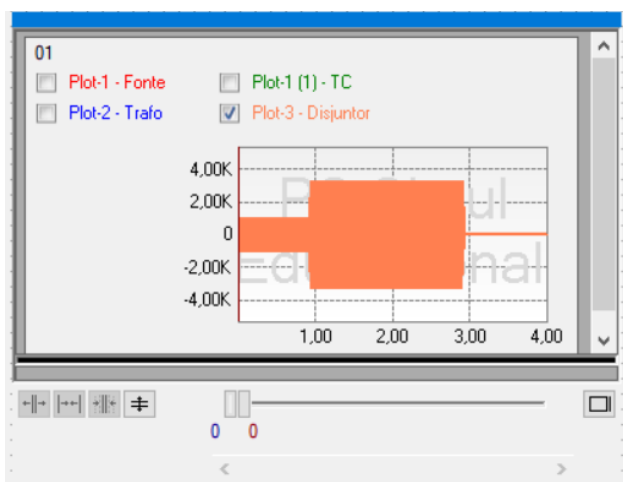 01
Plot-1 - Fonte Plot-1 (1) - TC
Plot-2 - Trafo Plot-3 - Disjuntor
4,00K
2,00K
0
-2,00K
-4,00K
1,00 2,00 3,00 4,00
0 0